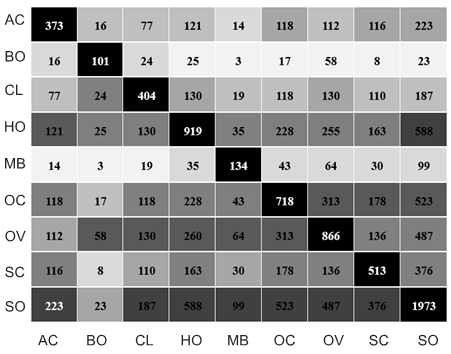 AC 373 16 77 121 14 118 112 116 223
BO 16 101 24 25 3 17 58 8 23
CL 77 24 404 130 19 118 130 110 187
HO 121 25 130 919 35 228 255 163 588
MB 14 3 19 35 134 43 64 30 99
OC 118 17 118 228 43 718 313 178 523
OV 112 58 130 260 64 313 866 136 487
SC 116 8 110 163 30 178 136 513 376
SO 223 23 187 588 99 523 487 376 1973
AC BO CL HO MB OC OV SC SO